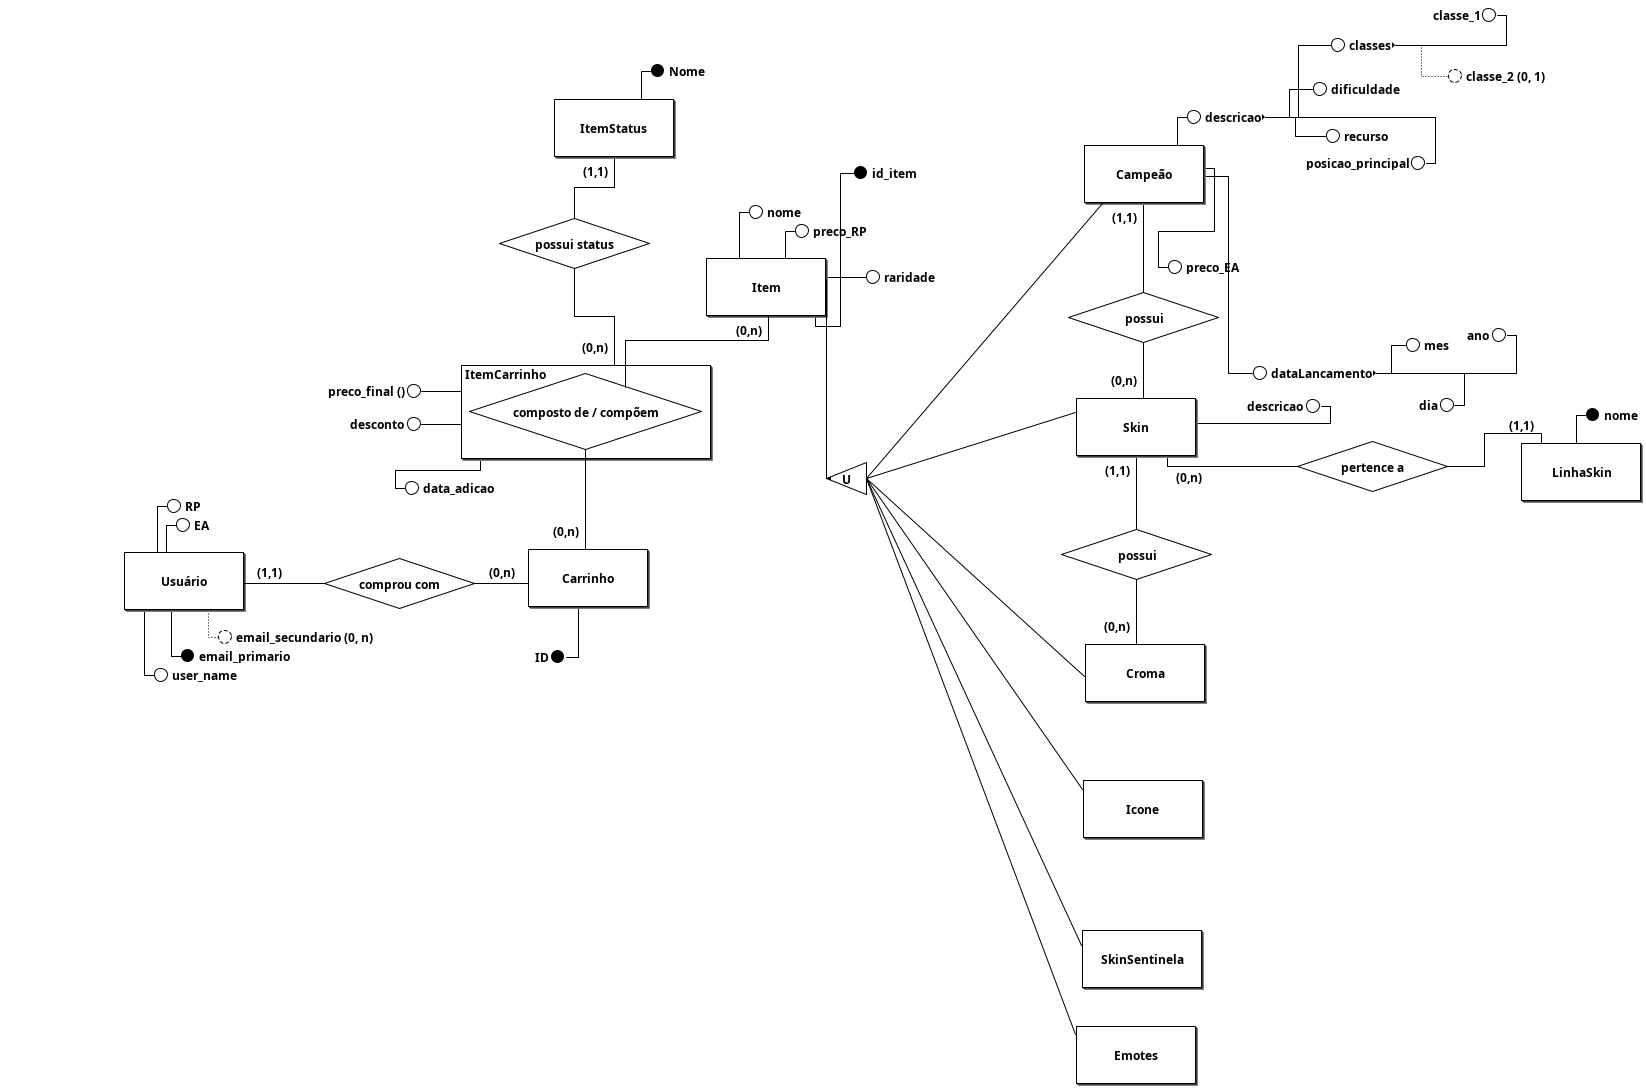 classe_1
classes
classe_2 (0, 1)
Nome
dificuldade
descricao
ItemStatus
recurso
posicao_principal
(1,1)
id_item
Campeão
nome
(1,1)
preco_RP
possui status
preco_EA
raridade
Item
possui
(0,n)
ano
mes
(0,n)
dataLancamento
ItemCarrinho
(0,n)
preco_final ()
dia
descricao
composto de / compõem
nome
desconto
(1,1)
Skin
pertence a
(1,1)
LinhaSkin
(0,n)
U
data_adicao
RP
EA
(0,n)
possui
(1,1)
(0,n)
Usuário
comprou com
Carrinho
(0,n)
email_secundario (0, n)
email_primario
ID
user_name
Croma
Icone
SkinSentinela
Emotes